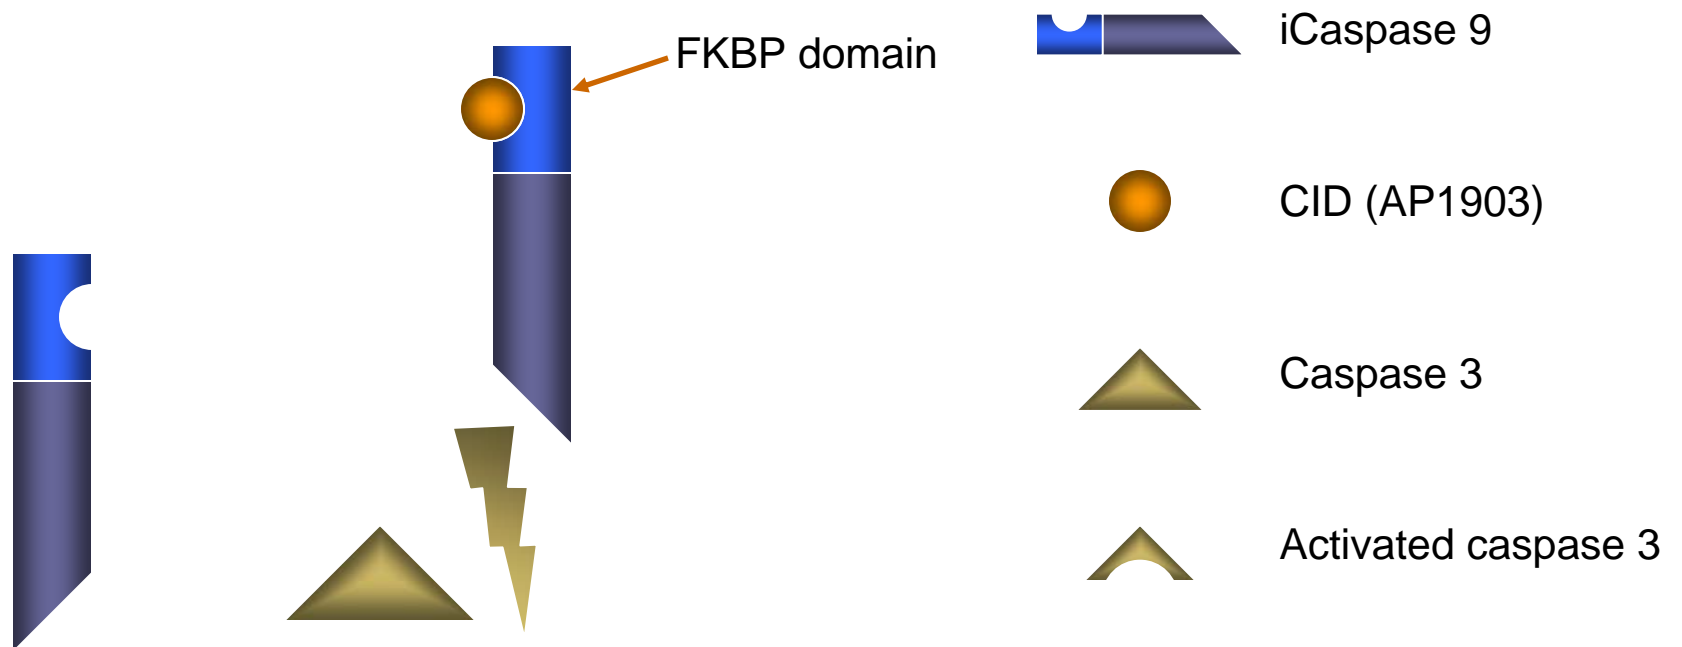 FKBP domain
iCaspase 9
CID (AP1903)
Caspase 3
Activated caspase 3